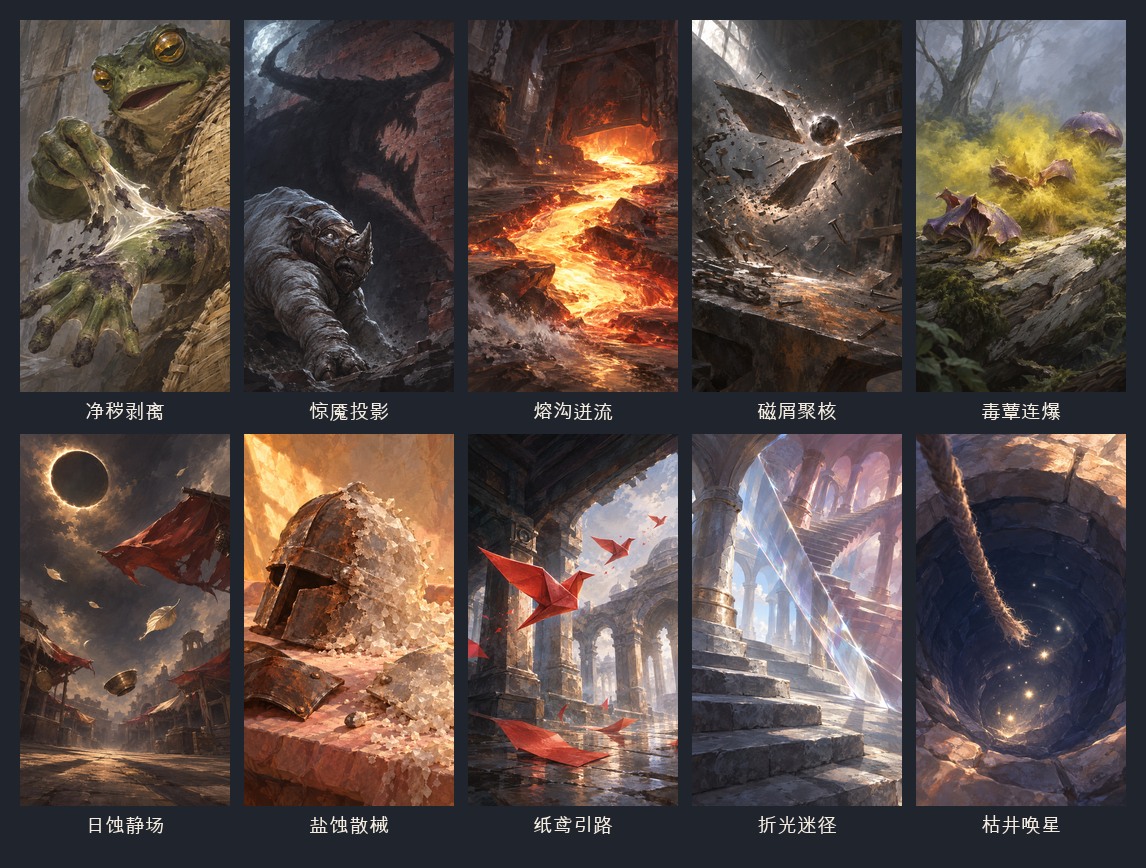 净秽剥离
惊魇投影
熔沟迸流
磁屑聚核
毒蕈连爆
日蚀静场
盐蚀散械
纸鸢引路
折光迷径
枯井唤星